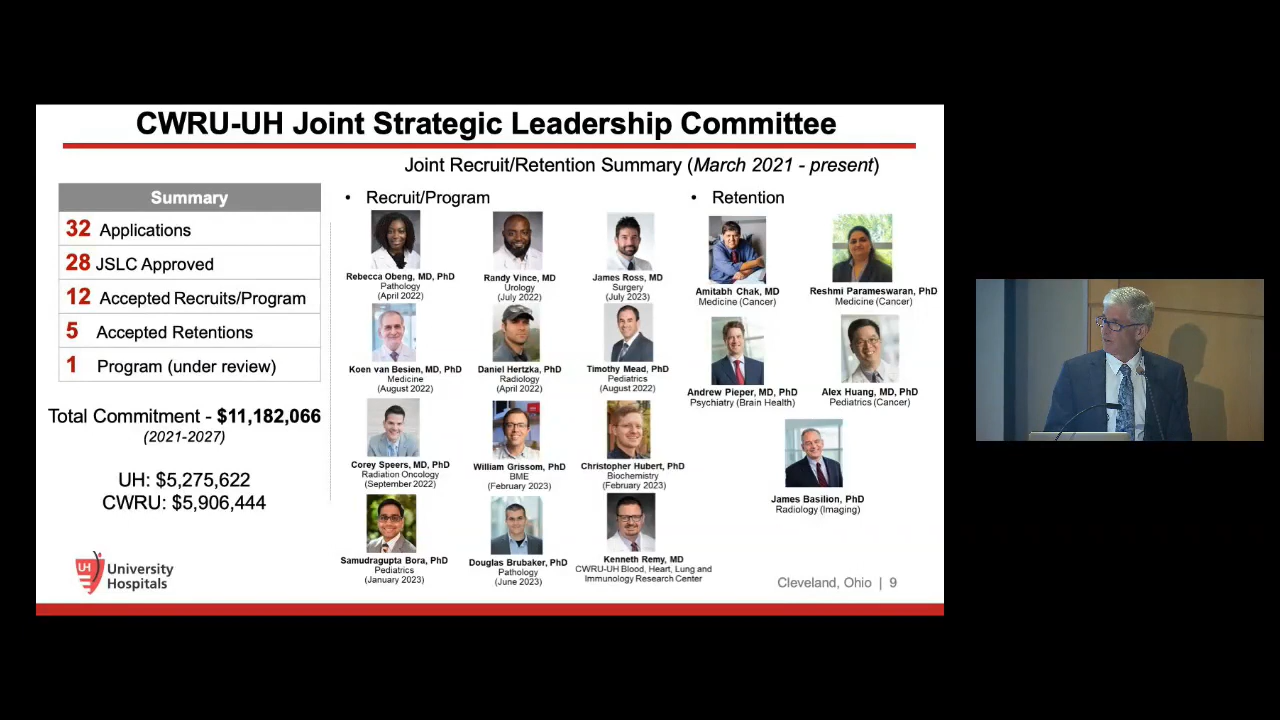 CWRU-UH Joint Strategic Leadership Committee
Joint Recruit/Retention Summary (March 2021 - present)
Summary
32 Applications
28 JSLC Approved
12 Accepted Recruits/Program
5 Accepted Retentions
1 Program (under review)
Total Commitment - $11,182,066
(2021-2027)
UH: $5,275,622
CWRU: $5,906,444
• Recruit/Program
Rebecca Obeng, MD, PhD
Pathology
(April 2022)
Randy Vince, MD
Urology
(July 2022)
James Ross, MD
Surgery
(July 2023)
Koen van Besien, MD, PhD
Medicine
(August 2022)
Daniel Hertzka, PhD
Radiology
(April 2022)
Timothy Mead, PhD
Pediatrics
(August 2022)
Corey Speers, MD, PhD
Radiation Oncology
(September 2022)
William Grissom, PhD
BME
(February 2023)
Christopher Hubert, PhD
Biochemistry
(February 2023)
Samudragupta Bora, PhD
Pediatrics
(January 2023)
Douglas Brubaker, PhD
Pathology
(June 2023)
Kenneth Remy, MD
CWRU-UH Blood, Heart, Lung and
Immunology Research Center
• Retention
Amitabh Chak, MD
Medicine (Cancer)
Reshmi Parameswaran, PhD
Medicine (Cancer)
Andrew Pieper, MD, PhD
Psychiatry (Brain Health)
Alex Huang, MD, PhD
Pediatrics (Cancer)
James Basilion, PhD
Radiology (Imaging)
UH University
Hospitals
Cleveland, Ohio | 9